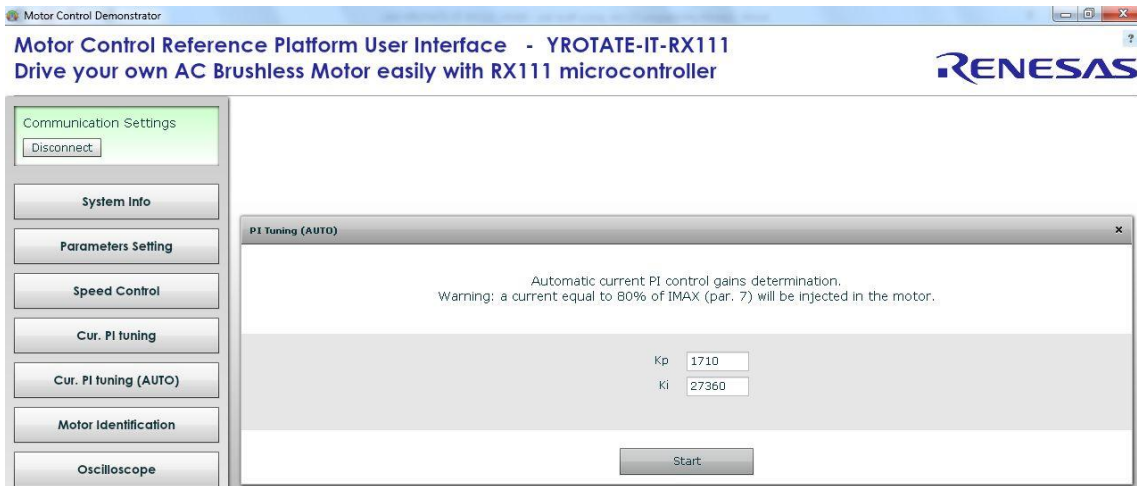 Motor Control Demonstrator
Motor Control Reference Platform User Interface - YROTATE-IT-RX111
Drive your own AC Brushless Motor easily with RX111 microcontroller
?
RENESAS
Communication Settings
Disconnect
System Info
Parameters Setting
Speed Control
Cur. PI tuning
Cur. PI tuning (AUTO)
Motor Identification
Oscilloscope
PI Tuning (AUTO)
x
Automatic current PI control gains determination.
Warning: a current equal to 80% of IMAX (par. 7) will be injected in the motor.
Kp 1710
Ki 27360
Start